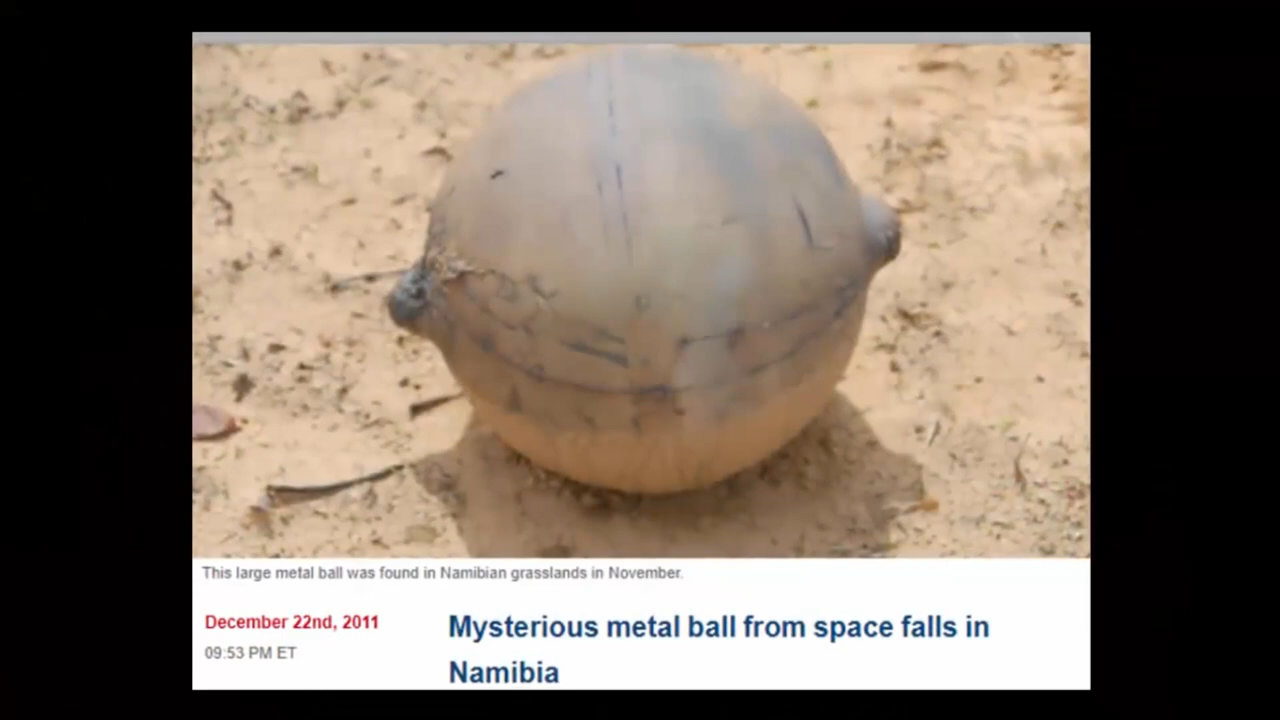 This large metal ball was found in Namibian grasslands in November.
December 22nd, 2011
09:53 PM ET
Mysterious metal ball from space falls in
Namibia